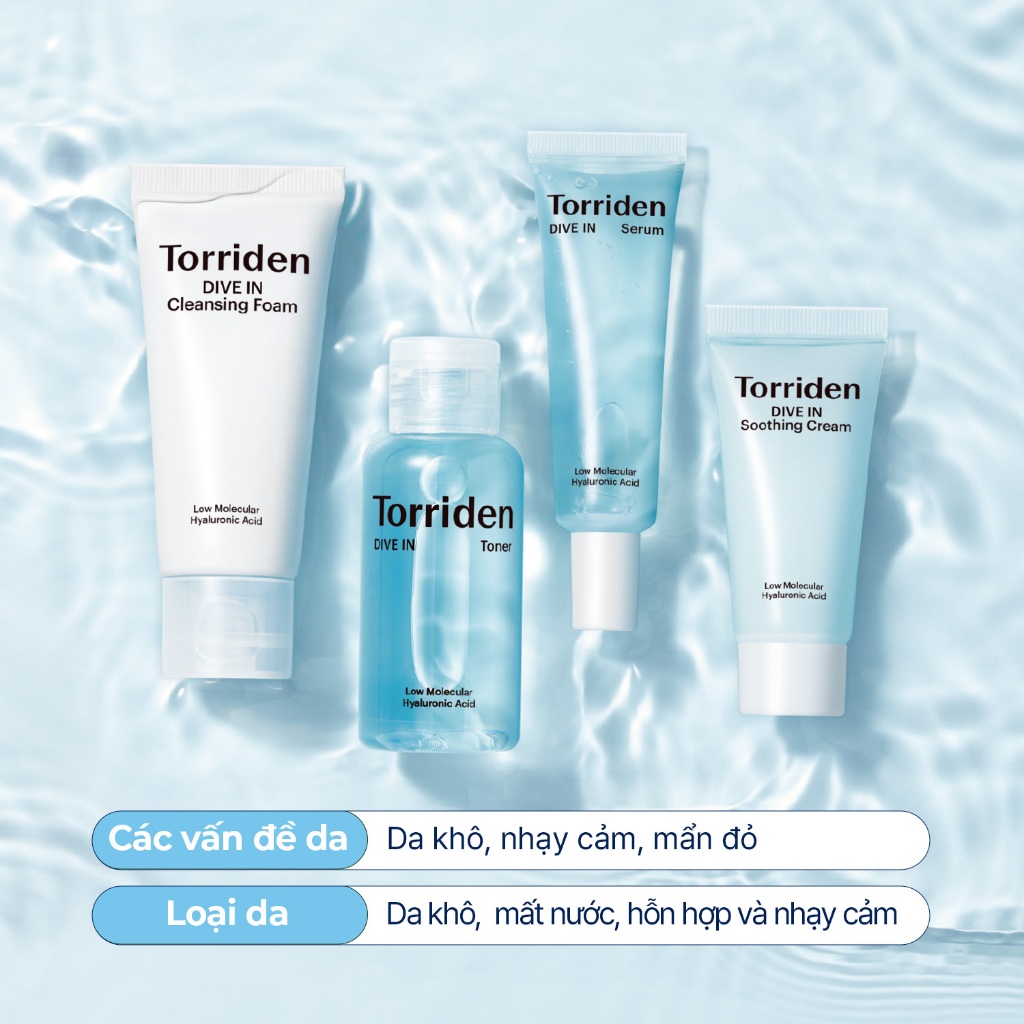 Torriden
DIVE IN
Cleansing Foam
Low Molecular
Hyaluronic Acid
Torriden
DIVE IN Toner
Low Molecular
Hyaluronic Acid
Torriden
DIVE IN Serum
Low Molecular
Hyaluronic Acid
Torriden
DIVE IN
Soothing Cream
Low Molecular
Hyaluronic Acid
Các vấn đề da Da khô, nhạy cảm, mẩn đỏ
Loại da Da khô, mất nước, hỗn hợp và nhạy cảm